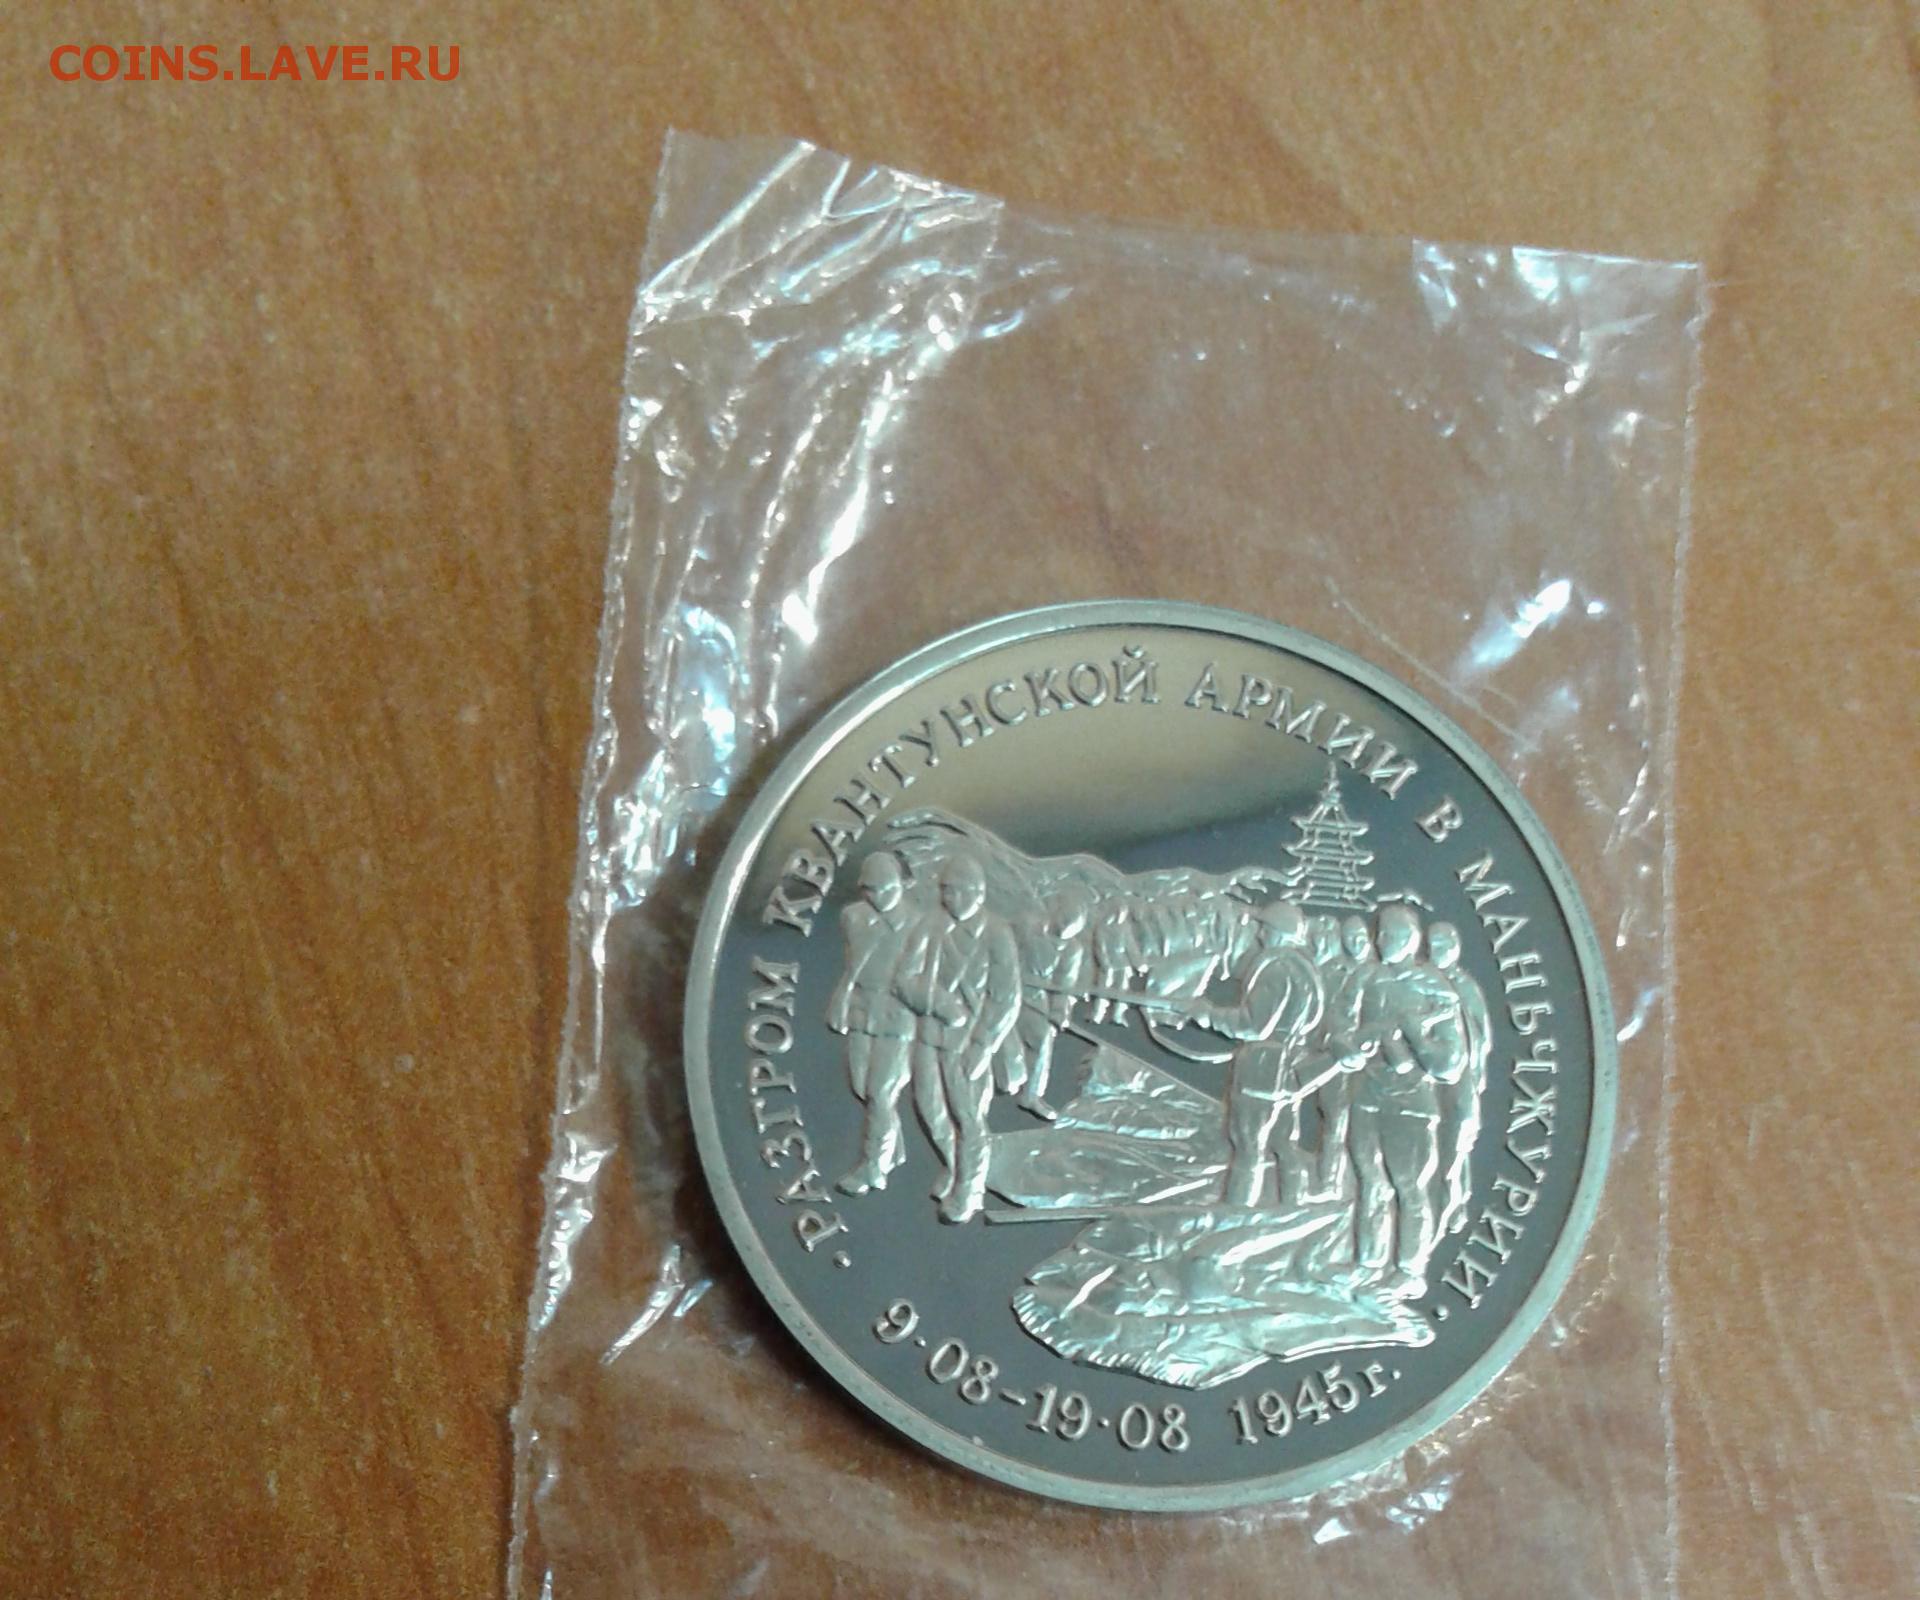 COINS.LAVE.RU
·РАЗГРОМ КВАНТУНСКОЙ АРМИИ В МАНЬЧЖУРИИ·
9·08-19·08 1945г.